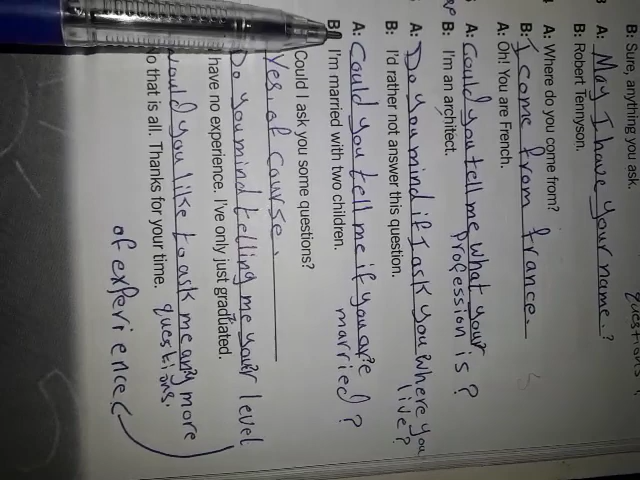 questions
B: Sure, anything you ask.
A: May I have your name.?
B: Robert Tennyson.
A: Where do you come from?
B: I come from france.
A: Oh! You are French.
A: Could you tell me what your
profession is?
B: I'm an architect.
A: Do you mind if I ask you where you
live?
B: I'd rather not answer this question.
A: Could you tell me if you are
married?
B: I'm married with two children.
Could I ask you some questions?
Yes, of course.
Do you mind telling me your level
have no experience. I've only just graduated.
would you like to ask me any more
questions.
o that is all. Thanks for your time.
of experience